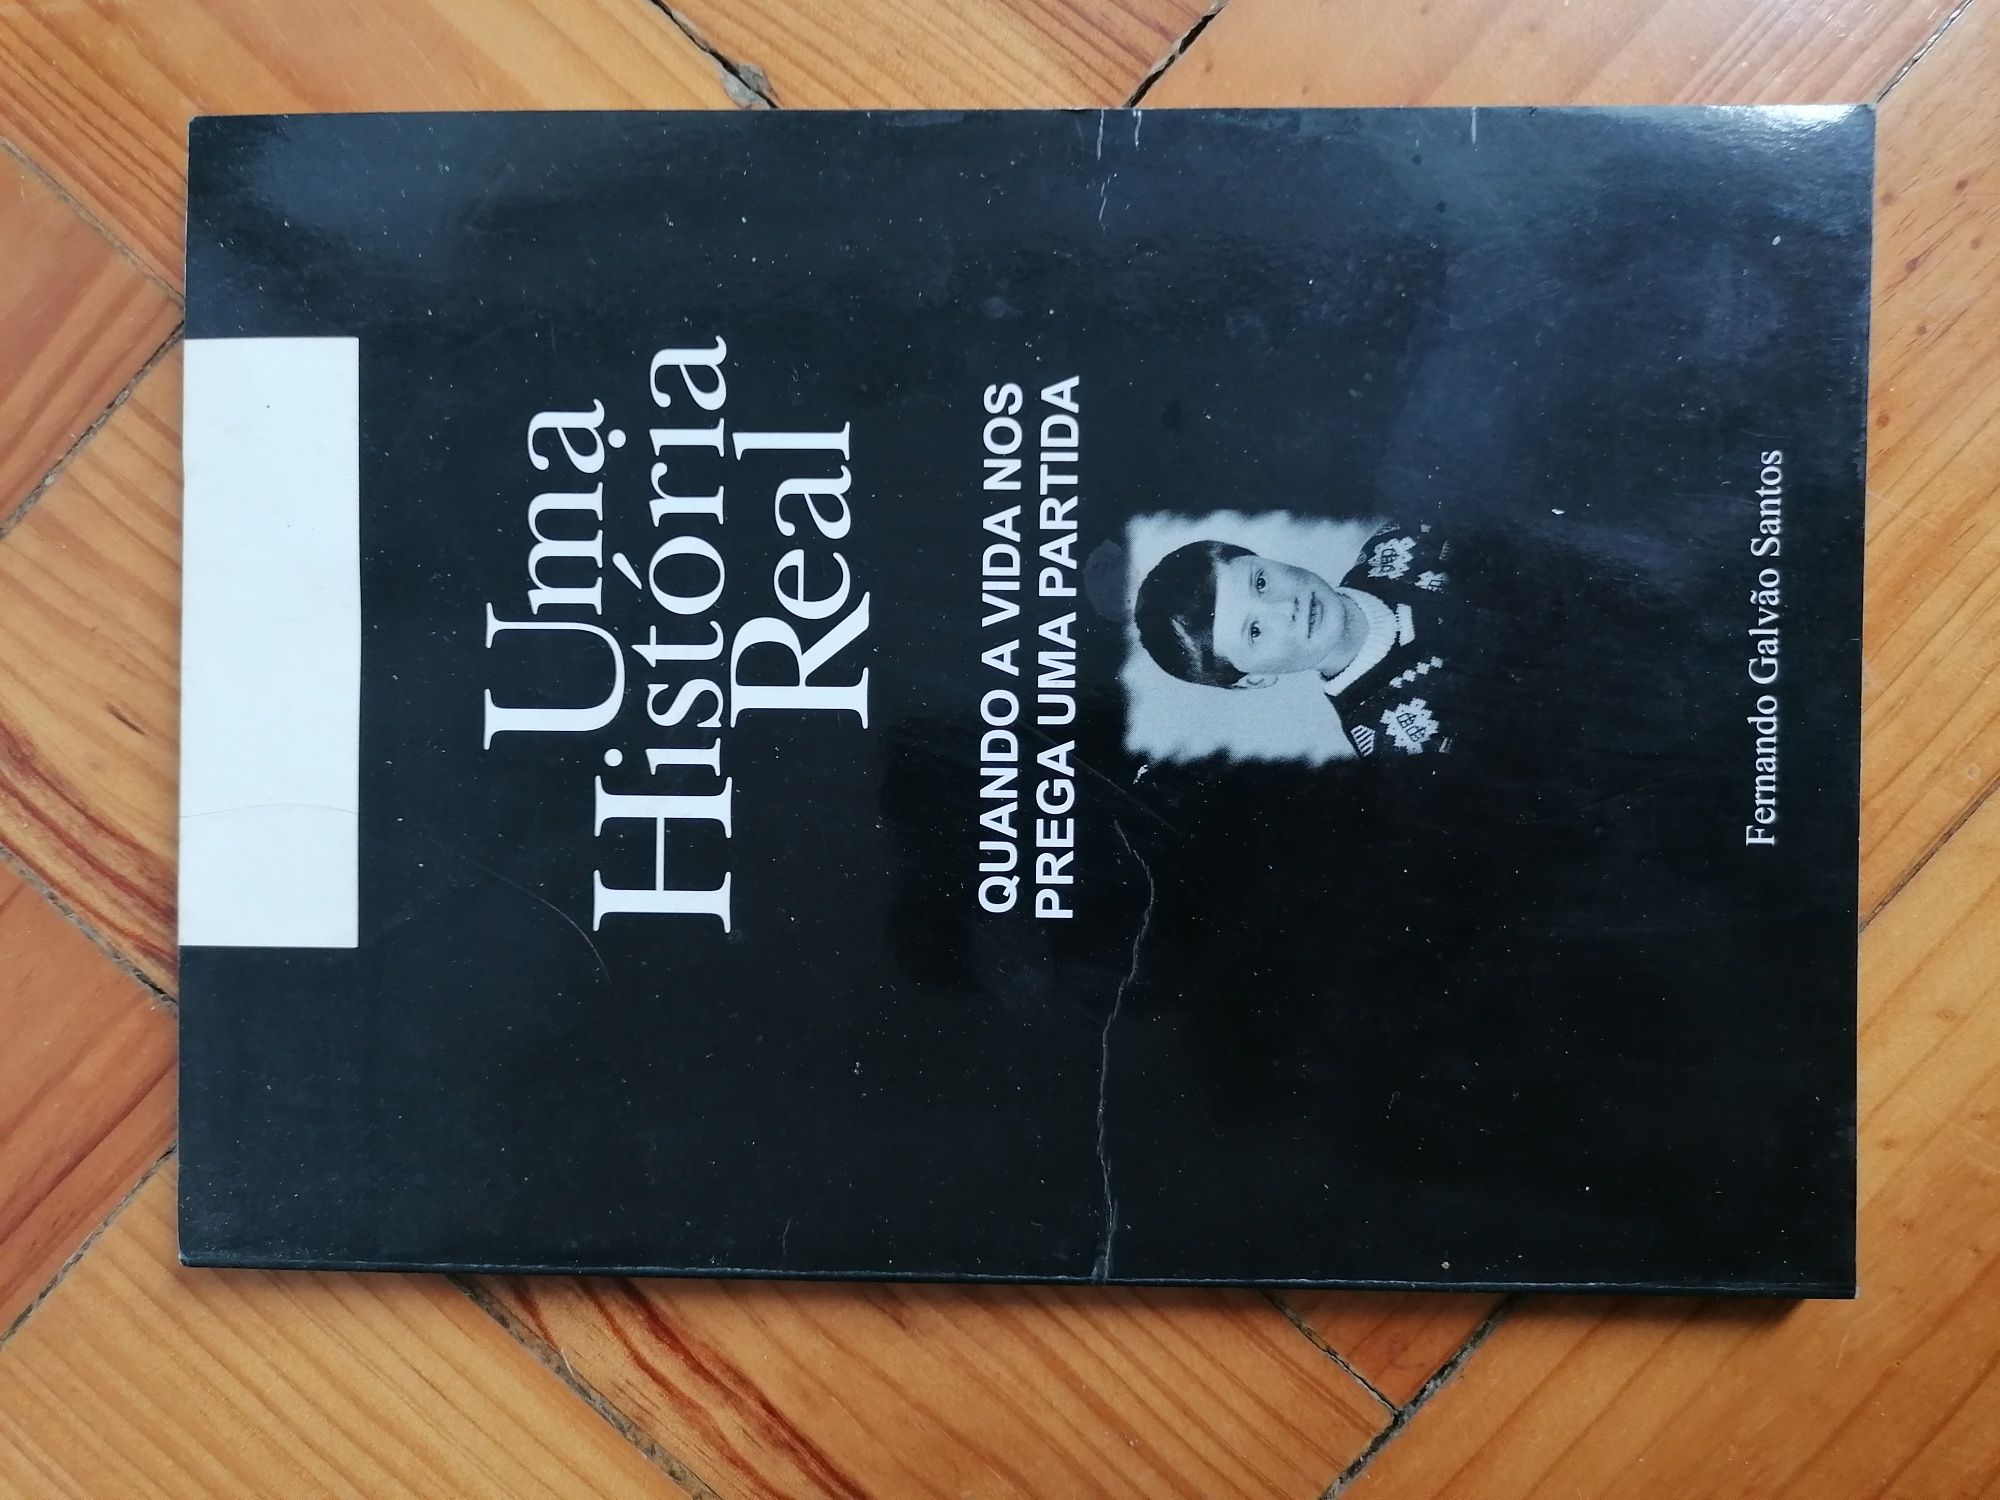 Uma
História
Real
QUANDO A VIDA NOS
PREGA UMA PARTIDA
Fernando Galvão Santos